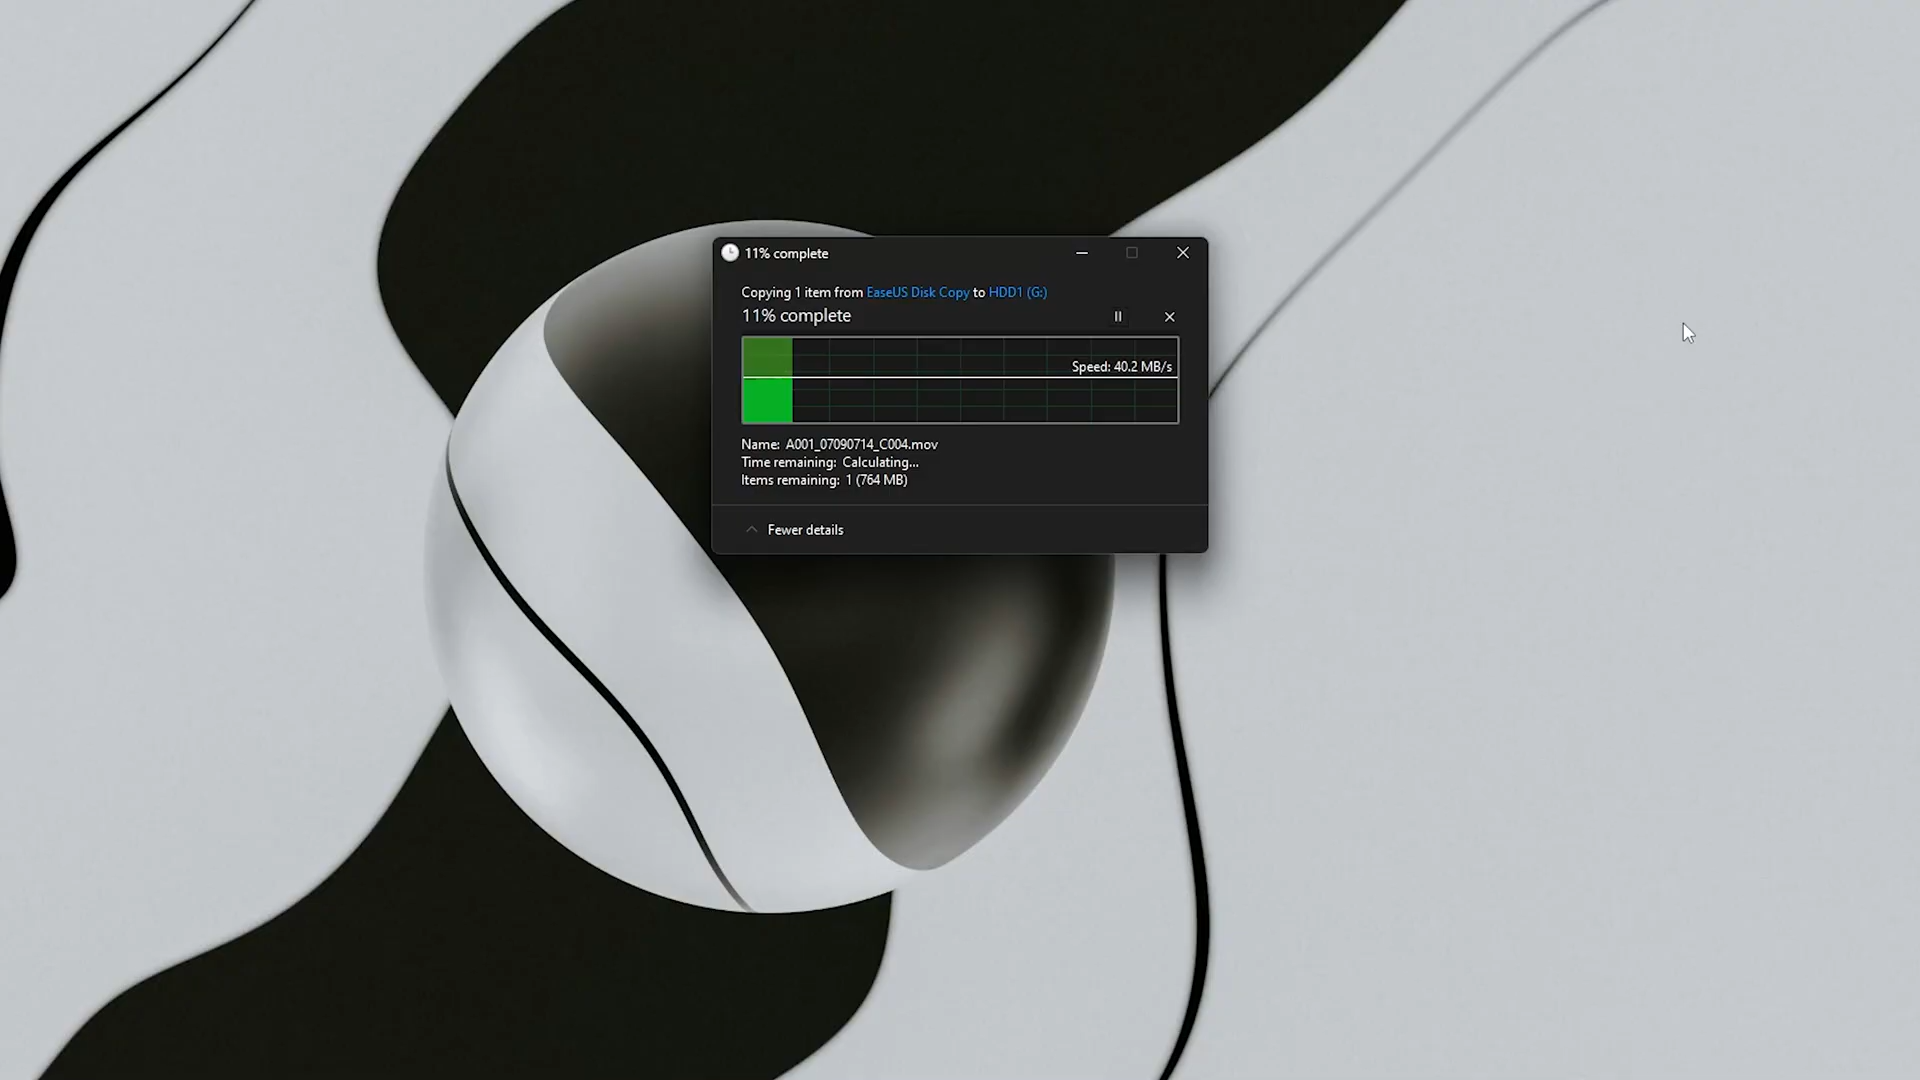 11% complete
Copying 1 item from EaseUS Disk Copy to HDD1 (G:)
11% complete
Speed: 40.2 MB/s
Name: A001_07090714_C004.mov
Time remaining: Calculating...
Items remaining: 1 (764 MB)
Fewer details